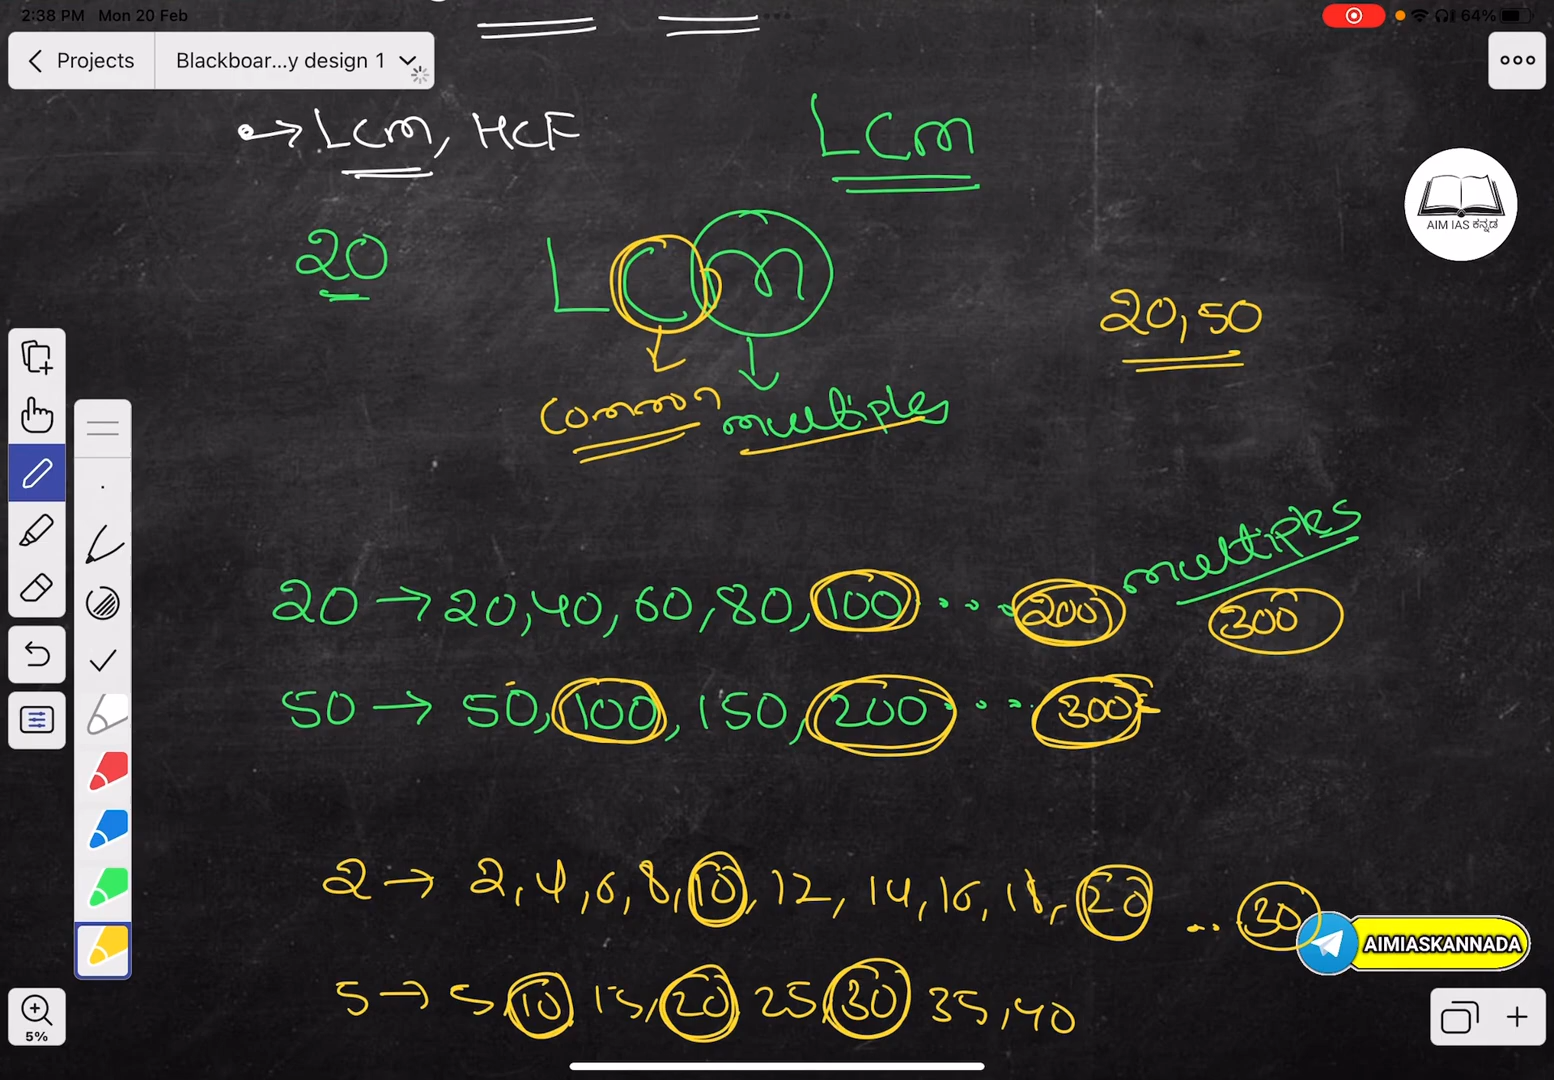 2:38 PM Mon 20 Feb
64%
Projects
Blackboar...y design 1
LCM, HCF
LCM
AIM IAS ಕನ್ನಡ
20
LCM
20, 50
Common multiples
multiples
20 → 20, 40, 60, 80, 100 ... 200, 300
50 → 50, 100, 150, 200 ... 300
2 → 2, 4, 6, 8, 10, 12, 14, 16, 18, 20 .. 30
AIMIASKANNADA
5 → 5, 10 15, 20 25, 30 35, 40
5%